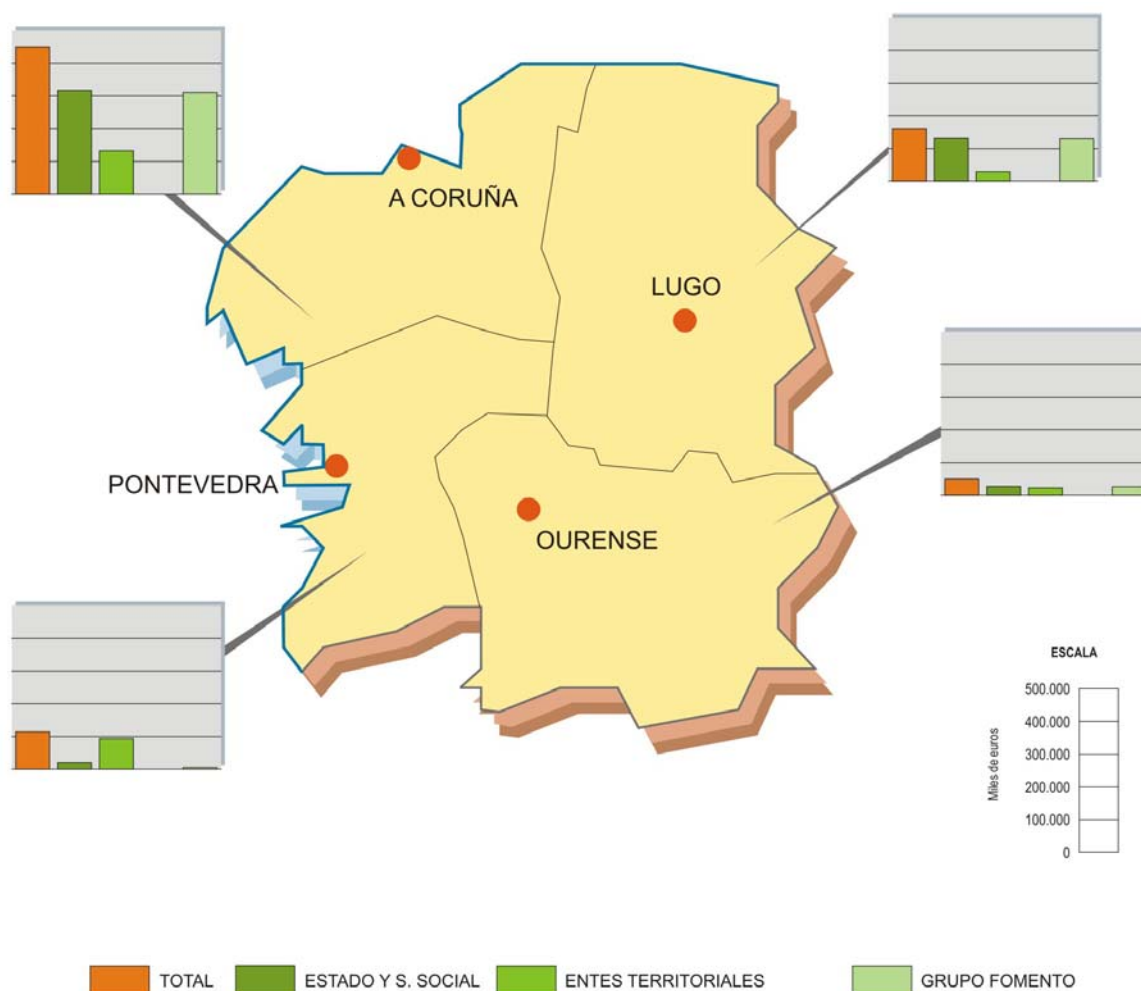 A CORUÑA
LUGO
PONTEVEDRA
OURENSE
ESCALA
Miles de euros
500.000
400.000
300.000
200.000
100.000
0
TOTAL
ESTADO Y S. SOCIAL
ENTES TERRITORIALES
GRUPO FOMENTO